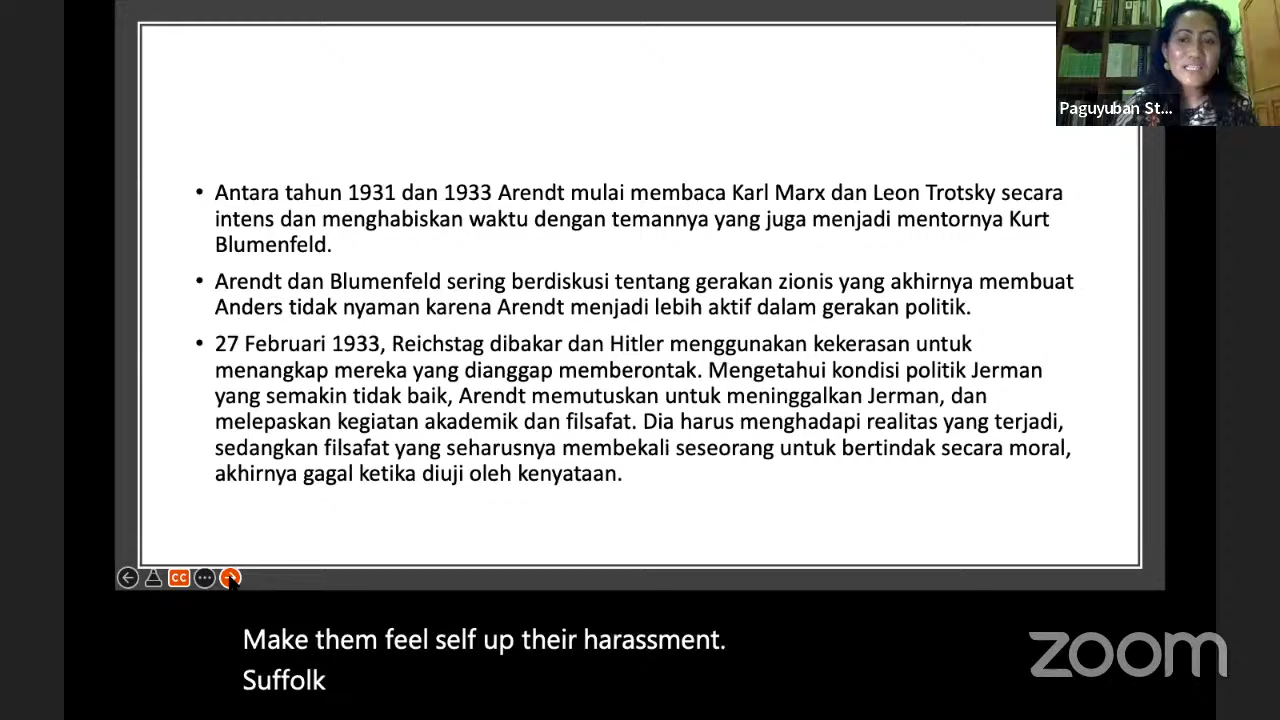 Paguyuban St...
• Antara tahun 1931 dan 1933 Arendt mulai membaca Karl Marx dan Leon Trotsky secara
intens dan menghabiskan waktu dengan temannya yang juga menjadi mentornya Kurt
Blumenfeld.
• Arendt dan Blumenfeld sering berdiskusi tentang gerakan zionis yang akhirnya membuat
Anders tidak nyaman karena Arendt menjadi lebih aktif dalam gerakan politik.
• 27 Februari 1933, Reichstag dibakar dan Hitler menggunakan kekerasan untuk
menangkap mereka yang dianggap memberontak. Mengetahui kondisi politik Jerman
yang semakin tidak baik, Arendt memutuskan untuk meninggalkan Jerman, dan
melepaskan kegiatan akademik dan filsafat. Dia harus menghadapi realitas yang terjadi,
sedangkan filsafat yang seharusnya membekali seseorang untuk bertindak secara moral,
akhirnya gagal ketika diuji oleh kenyataan.
CC
Make them feel self up their harassment.
Suffolk
zoom